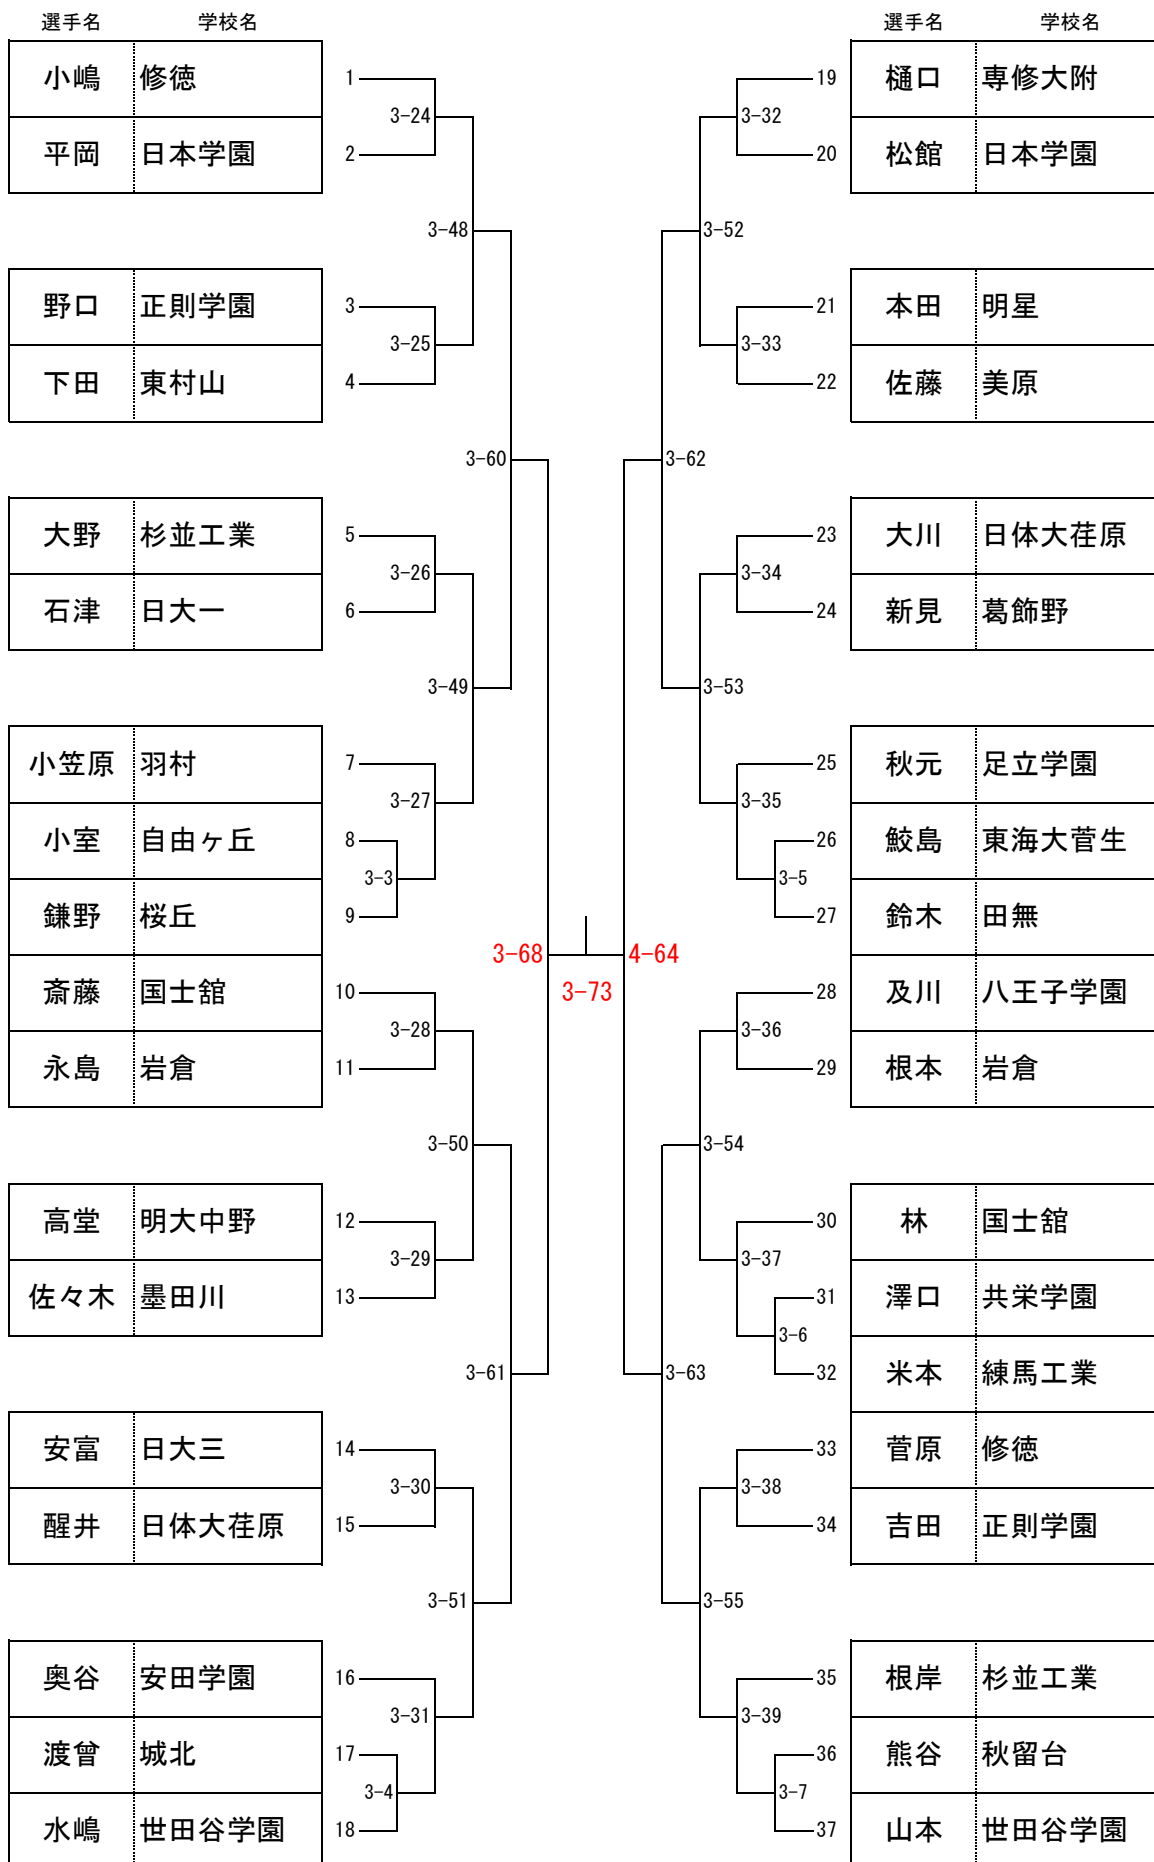 選手名 学校名
小嶋 修徳 1
3-24
平岡 日本学園 2
3-48
野口 正則学園 3
3-25
下田 東村山 4
3-60
大野 杉並工業 5
3-26
石津 日大一 6
3-49
小笠原 羽村 7
3-27
小室 自由ヶ丘 8
3-3
鎌野 桜丘 9
3-68
斎藤 国士舘 10
3-28
永島 岩倉 11
3-50
高堂 明大中野 12
3-29
佐々木 墨田川 13
3-61
安富 日大三 14
3-30
醒井 日体大荏原 15
3-51
奥谷 安田学園 16
3-31
渡曾 城北 17
3-4
水嶋 世田谷学園 18
3-73
選手名 学校名
19 樋口 専修大附
3-32
20 松館 日本学園
3-52
21 本田 明星
3-33
22 佐藤 美原
3-62
23 大川 日体大荏原
3-34
24 新見 葛飾野
3-53
25 秋元 足立学園
3-35
26 鮫島 東海大菅生
3-5
27 鈴木 田無
4-64
28 及川 八王子学園
3-36
29 根本 岩倉
3-54
30 林 国士舘
3-37
31 澤口 共栄学園
3-6
32 米本 練馬工業
3-63
33 菅原 修徳
3-38
34 吉田 正則学園
3-55
35 根岸 杉並工業
3-39
36 熊谷 秋留台
3-7
37 山本 世田谷学園